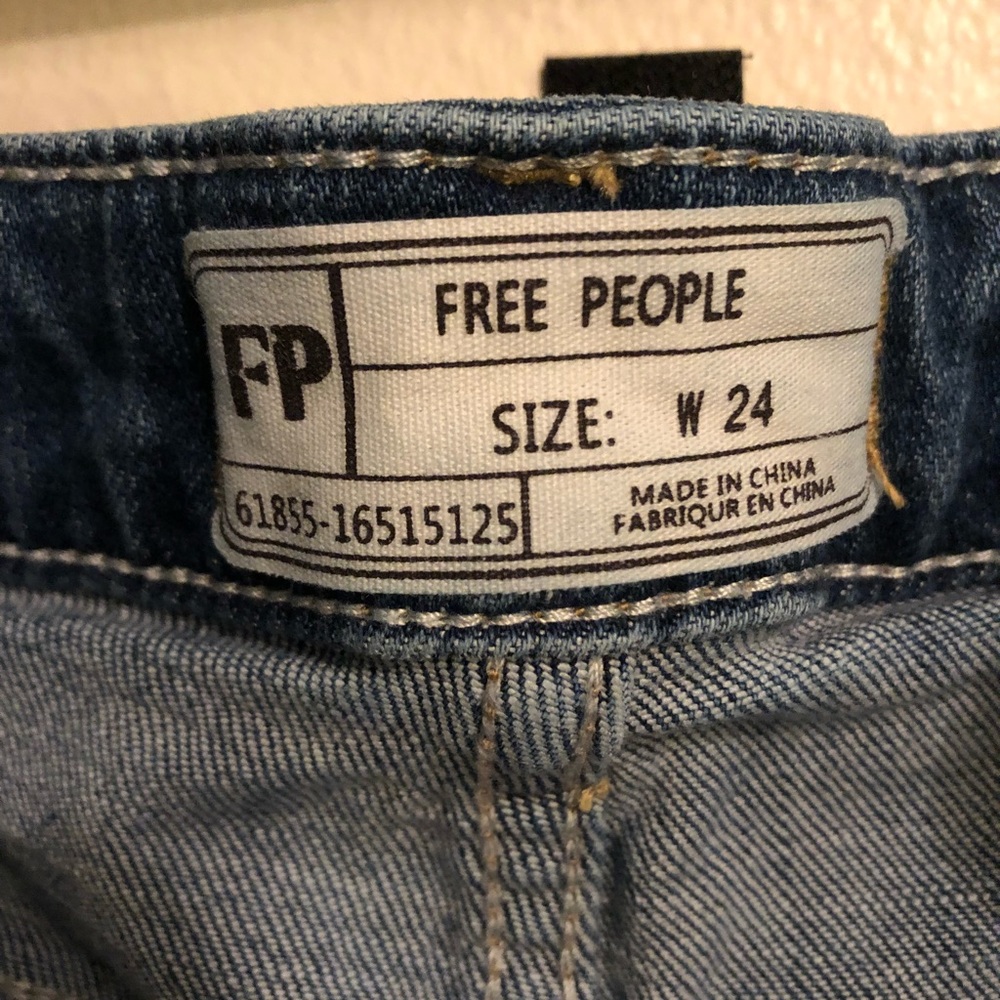 FP
FREE PEOPLE
SIZE: W 24
61855-16515125
MADE IN CHINA
FABRIQUR EN CHINA